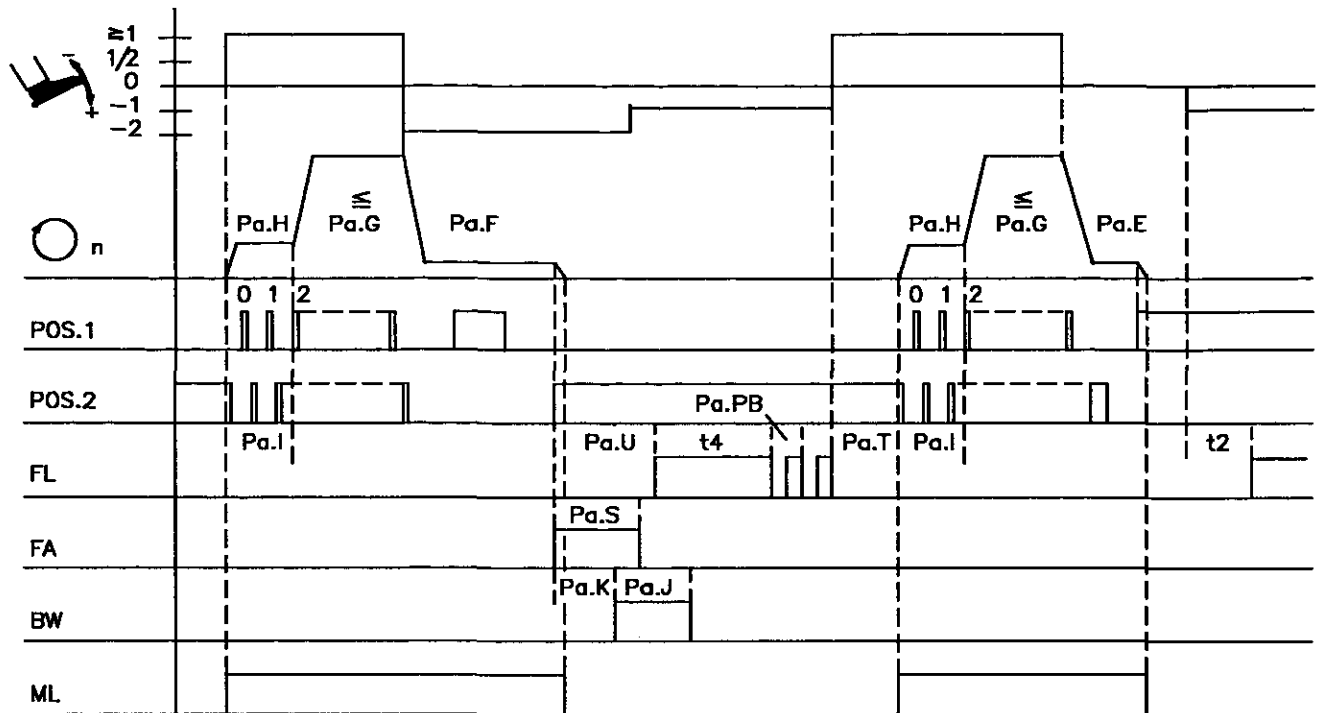 ≥1
1/2
0
−1
−2
−
+
n
Pa.H
≤
Pa.G
Pa.F
Pa.H
≤
Pa.G
Pa.E
0 1 2
0 1 2
POS.1
POS.2
Pa.PB
Pa.I
Pa.U
t4
Pa.T
Pa.I
t2
FL
Pa.S
FA
Pa.K
Pa.J
BW
ML